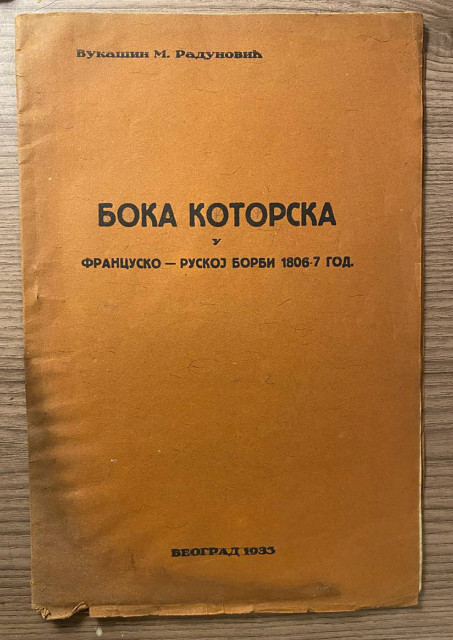 Вукашин М. Радуновић
БОКА КОТОРСКА
У
ФРАНЦУСКО — РУСКОЈ БОРБИ 1806-7 ГОД.
БЕОГРАД 1933